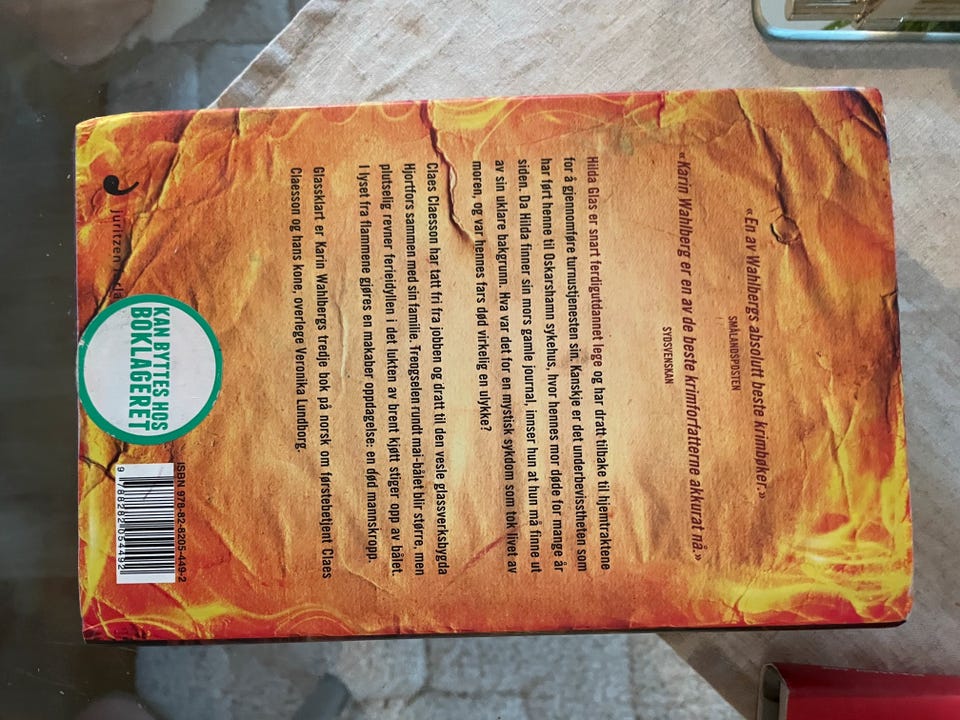 «En av Wahlbergs absolutt beste krimbøker.»
SMÅLANDSPOSTEN
«Karin Wahlberg er en av de beste krimforfatterne akkurat nå.»
SYDSVENSKAN
Hilda Glas er snart ferdigutdannet lege og har dratt tilbake til hjemtraktene
for å gjennomføre turnustjenesten sin. Kanskje er det underbevisstheten som
har ført henne til Oskarshamn sykehus, hvor hennes mor døde for mange år
siden. Da Hilda finner sin mors gamle journal, innser hun at hun må finne ut
av sin uklare bakgrunn. Hva var det for en mystisk sykdom som tok livet av
moren, og var hennes fars død virkelig en ulykke?
Claes Claesson har tatt fri fra jobben og dratt til den vesle glassverksbygda
Hjortfors sammen med sin familie. Trengselen rundt mai-bålet blir større, men
plutselig revner ferieidyllen i det lukten av brent kjøtt stiger opp av bålet.
I lyset fra flammene gjøres en makaber oppdagelse: en død mannskropp.
Glassklart er Karin Wahlbergs tredje bok på norsk om førstebetjent Claes
Claesson og hans kone, overlege Veronika Lundborg.
juritzen
KAN BYTTES HOS
BOKLAGERET
ISBN 978-82-8205-449-2
9 788282 054492